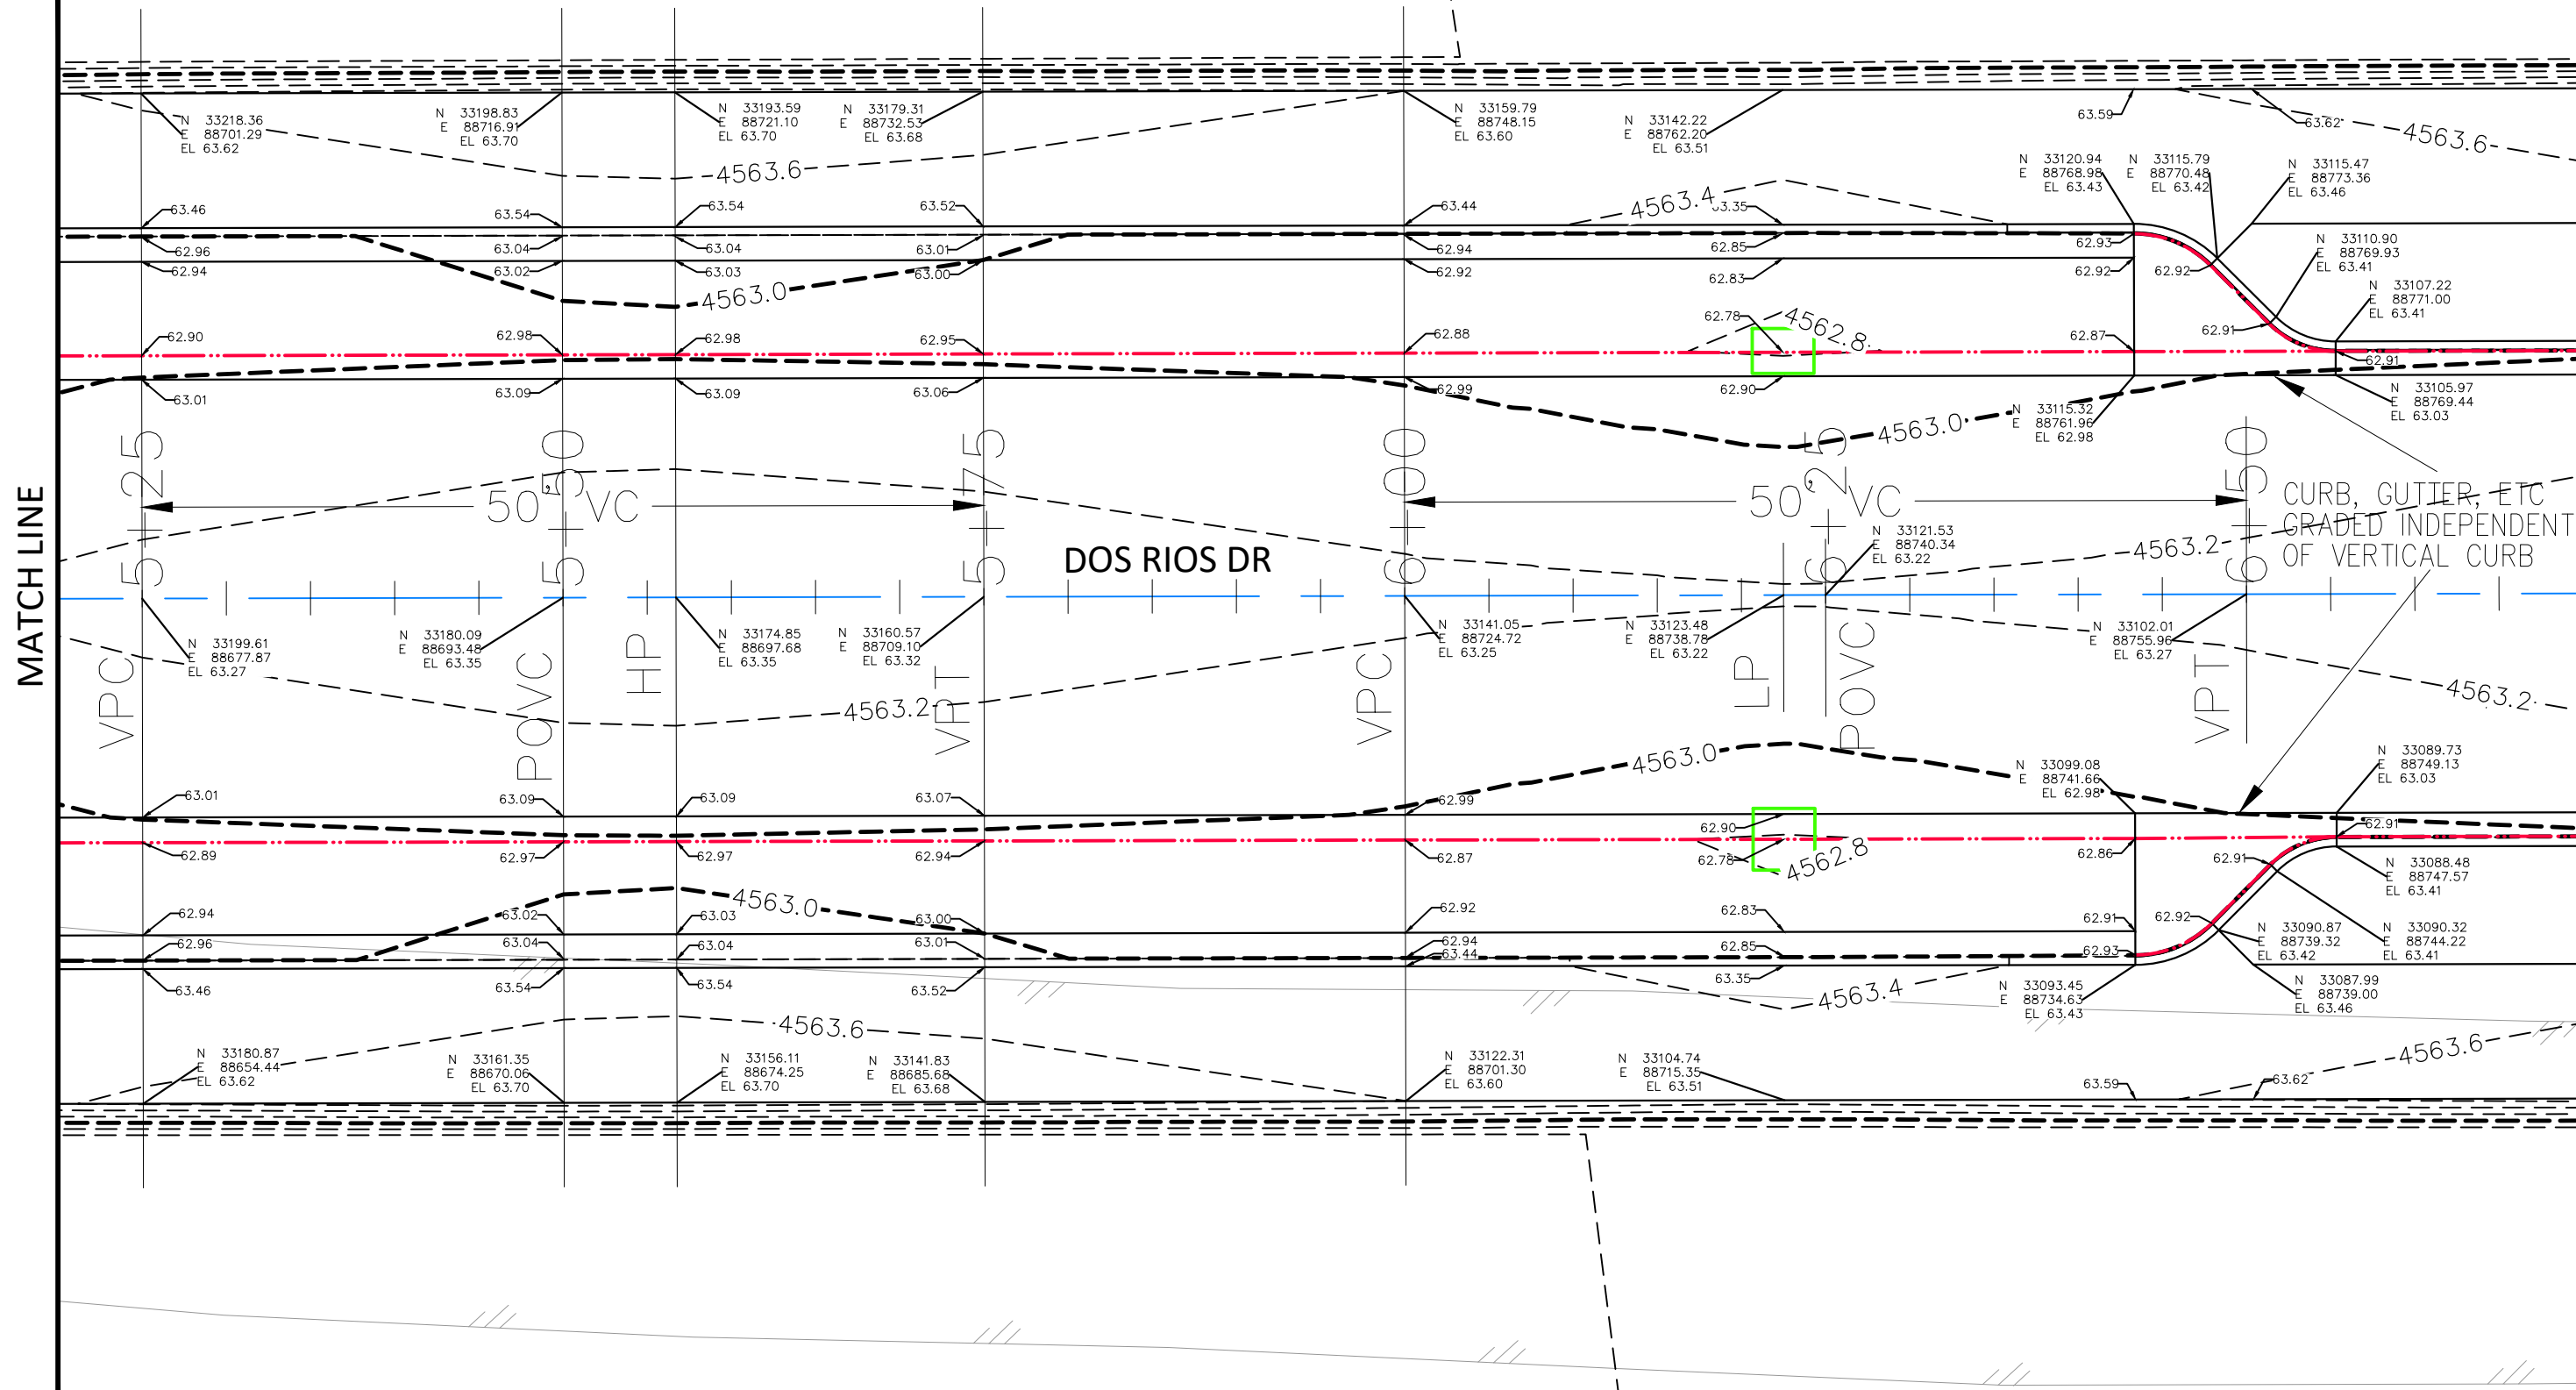 MATCH LINE
N 33218.36
E 88701.29
EL 63.62
N 33198.83
E 88716.91
EL 63.70
N 33193.59
E 88721.10
EL 63.70
N 33179.31
E 88732.53
EL 63.68
N 33159.79
E 88748.15
EL 63.60
N 33142.22
E 88762.20
EL 63.51
63.59
63.62
4563.6
4563.6
N 33120.94
E 88768.98
EL 63.43
N 33115.79
E 88770.48
EL 63.42
N 33115.47
E 88773.36
EL 63.46
63.46
63.54
63.54
63.52
63.44
4563.4
63.35
62.96
63.04
63.04
63.01
62.94
62.85
62.93
N 33110.90
E 88769.93
EL 63.41
62.94
63.02
63.03
63.00
62.92
62.83
62.92
62.92
4563.0
N 33107.22
E 88771.00
EL 63.41
62.90
62.98
62.98
62.95
62.88
62.78
4562.8
62.87
62.91
62.91
63.01
63.09
63.09
63.06
62.99
62.90
N 33105.97
E 88769.44
EL 63.03
N 33115.32
E 88761.96
EL 62.98
4563.0
5+25
5+50
5+75
6+00
6+25
6+50
50' VC
50' VC
CURB, GUTTER, ETC
GRADED INDEPENDENT
OF VERTICAL CURB
DOS RIOS DR
N 33121.53
E 88740.34
EL 63.22
4563.2
N 33199.61
E 88677.87
EL 63.27
N 33180.09
E 88693.48
EL 63.35
N 33174.85
E 88697.68
EL 63.35
N 33160.57
E 88709.10
EL 63.32
N 33141.05
E 88724.72
EL 63.25
N 33123.48
E 88738.78
EL 63.22
N 33102.01
E 88755.96
EL 63.27
VPC
POVC
HP
VPT
VPC
LP
POVC
VPT
4563.2
4563.2
4563.0
N 33099.08
E 88741.66
EL 62.98
N 33089.73
E 88749.13
EL 63.03
63.01
63.09
63.09
63.07
62.99
62.90
62.91
62.89
62.97
62.97
62.94
62.87
62.78
4562.8
62.86
62.91
N 33088.48
E 88747.57
EL 63.41
62.94
63.02
63.03
63.00
62.92
62.83
62.91
62.92
4563.0
62.96
63.04
63.04
63.01
62.94
62.85
62.93
N 33090.87
E 88739.32
EL 63.42
N 33090.32
E 88744.22
EL 63.41
63.46
63.54
63.54
63.52
63.44
63.35
4563.4
N 33093.45
E 88734.63
EL 63.43
N 33087.99
E 88739.00
EL 63.46
4563.6
4563.6
N 33180.87
E 88654.44
EL 63.62
N 33161.35
E 88670.06
EL 63.70
N 33156.11
E 88674.25
EL 63.70
N 33141.83
E 88685.68
EL 63.68
N 33122.31
E 88701.30
EL 63.60
N 33104.74
E 88715.35
EL 63.51
63.59
63.62